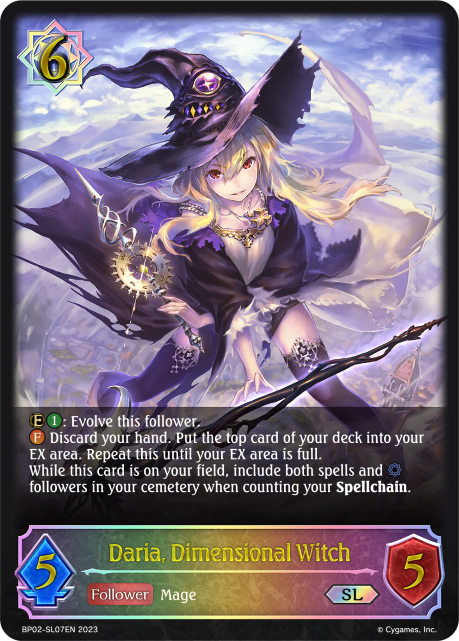 6
E 1: Evolve this follower.
F Discard your hand. Put the top card of your deck into your
EX area. Repeat this until your EX area is full.
While this card is on your field, include both spells and
followers in your cemetery when counting your Spellchain.
Daria, Dimensional Witch
5
Follower Mage
SL
5
BP02-SL07EN 2023
© Cygames, Inc.